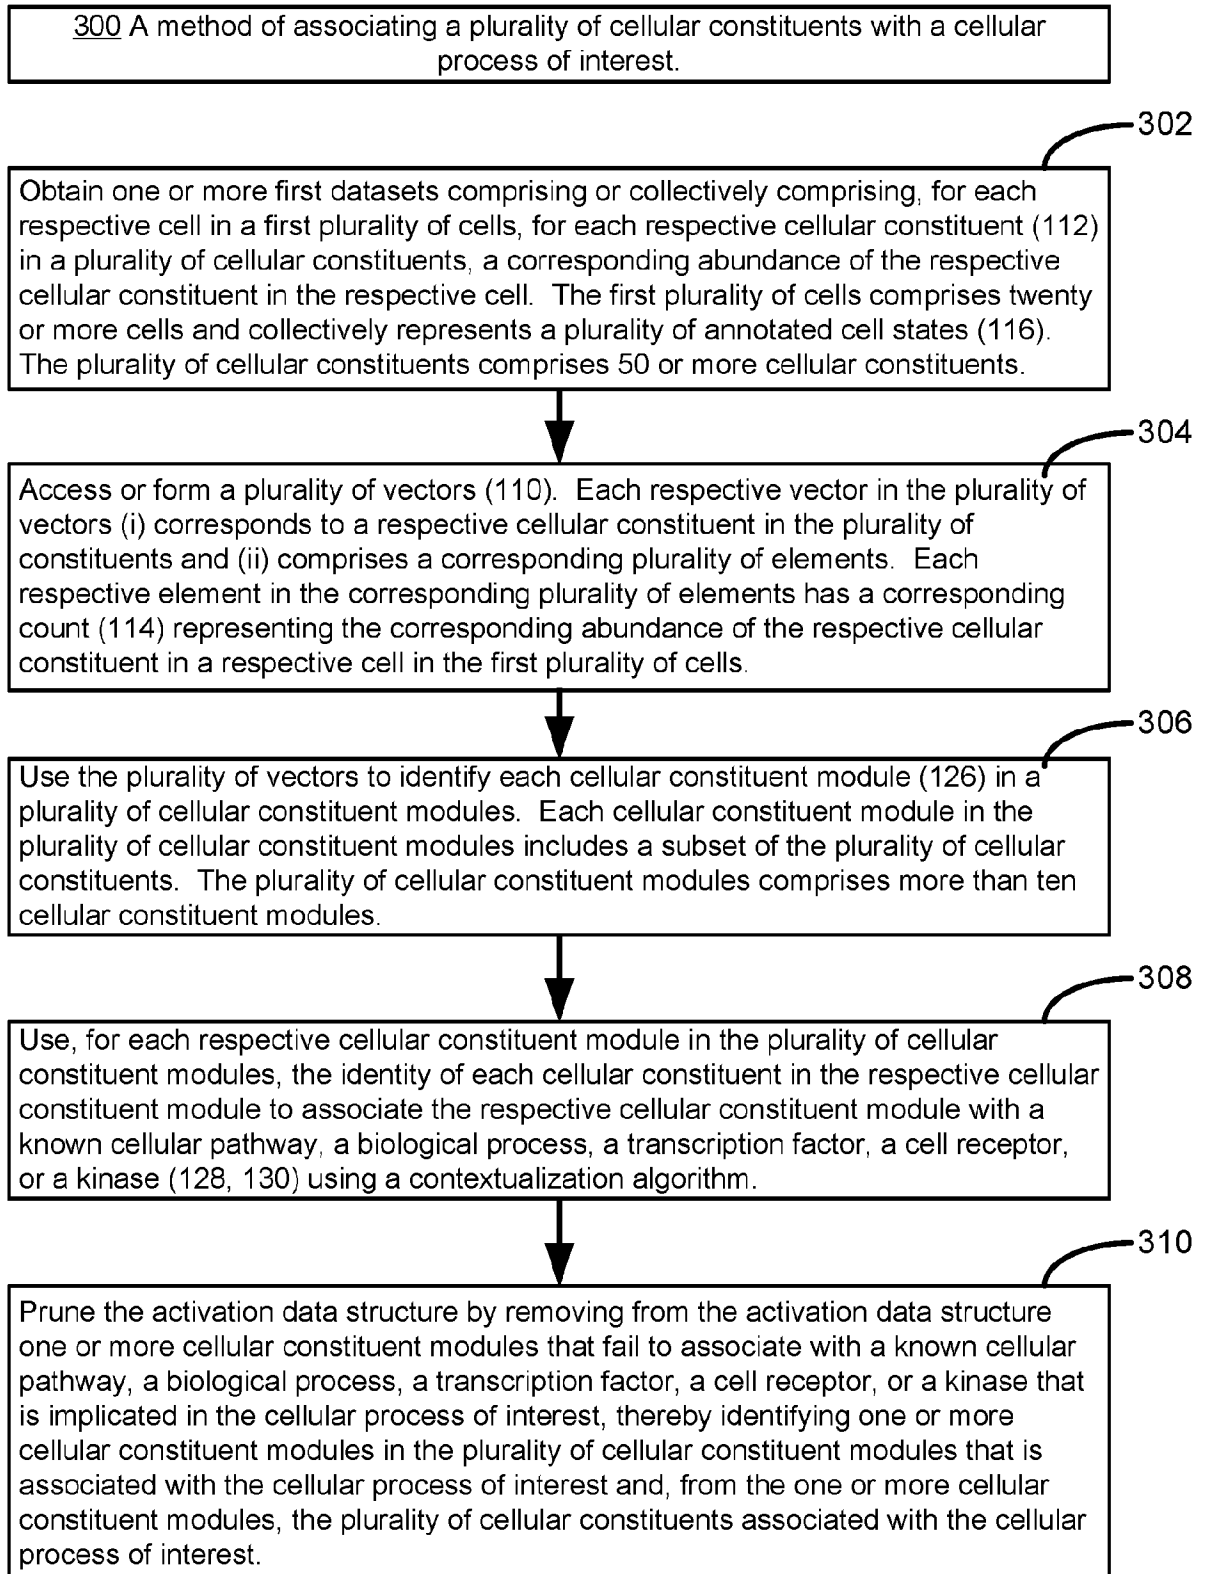 300 A method of associating a plurality of cellular constituents with a cellular
process of interest.
302
Obtain one or more first datasets comprising or collectively comprising, for each
respective cell in a first plurality of cells, for each respective cellular constituent (112)
in a plurality of cellular constituents, a corresponding abundance of the respective
cellular constituent in the respective cell.  The first plurality of cells comprises twenty
or more cells and collectively represents a plurality of annotated cell states (116).
The plurality of cellular constituents comprises 50 or more cellular constituents.
304
Access or form a plurality of vectors (110).  Each respective vector in the plurality of
vectors (i) corresponds to a respective cellular constituent in the plurality of
constituents and (ii) comprises a corresponding plurality of elements.  Each
respective element in the corresponding plurality of elements has a corresponding
count (114) representing the corresponding abundance of the respective cellular
constituent in a respective cell in the first plurality of cells.
306
Use the plurality of vectors to identify each cellular constituent module (126) in a
plurality of cellular constituent modules.  Each cellular constituent module in the
plurality of cellular constituent modules includes a subset of the plurality of cellular
constituents.  The plurality of cellular constituent modules comprises more than ten
cellular constituent modules.
308
Use, for each respective cellular constituent module in the plurality of cellular
constituent modules, the identity of each cellular constituent in the respective cellular
constituent module to associate the respective cellular constituent module with a
known cellular pathway, a biological process, a transcription factor, a cell receptor,
or a kinase (128, 130) using a contextualization algorithm.
310
Prune the activation data structure by removing from the activation data structure
one or more cellular constituent modules that fail to associate with a known cellular
pathway, a biological process, a transcription factor, a cell receptor, or a kinase that
is implicated in the cellular process of interest, thereby identifying one or more
cellular constituent modules in the plurality of cellular constituent modules that is
associated with the cellular process of interest and, from the one or more cellular
constituent modules, the plurality of cellular constituents associated with the cellular
process of interest.